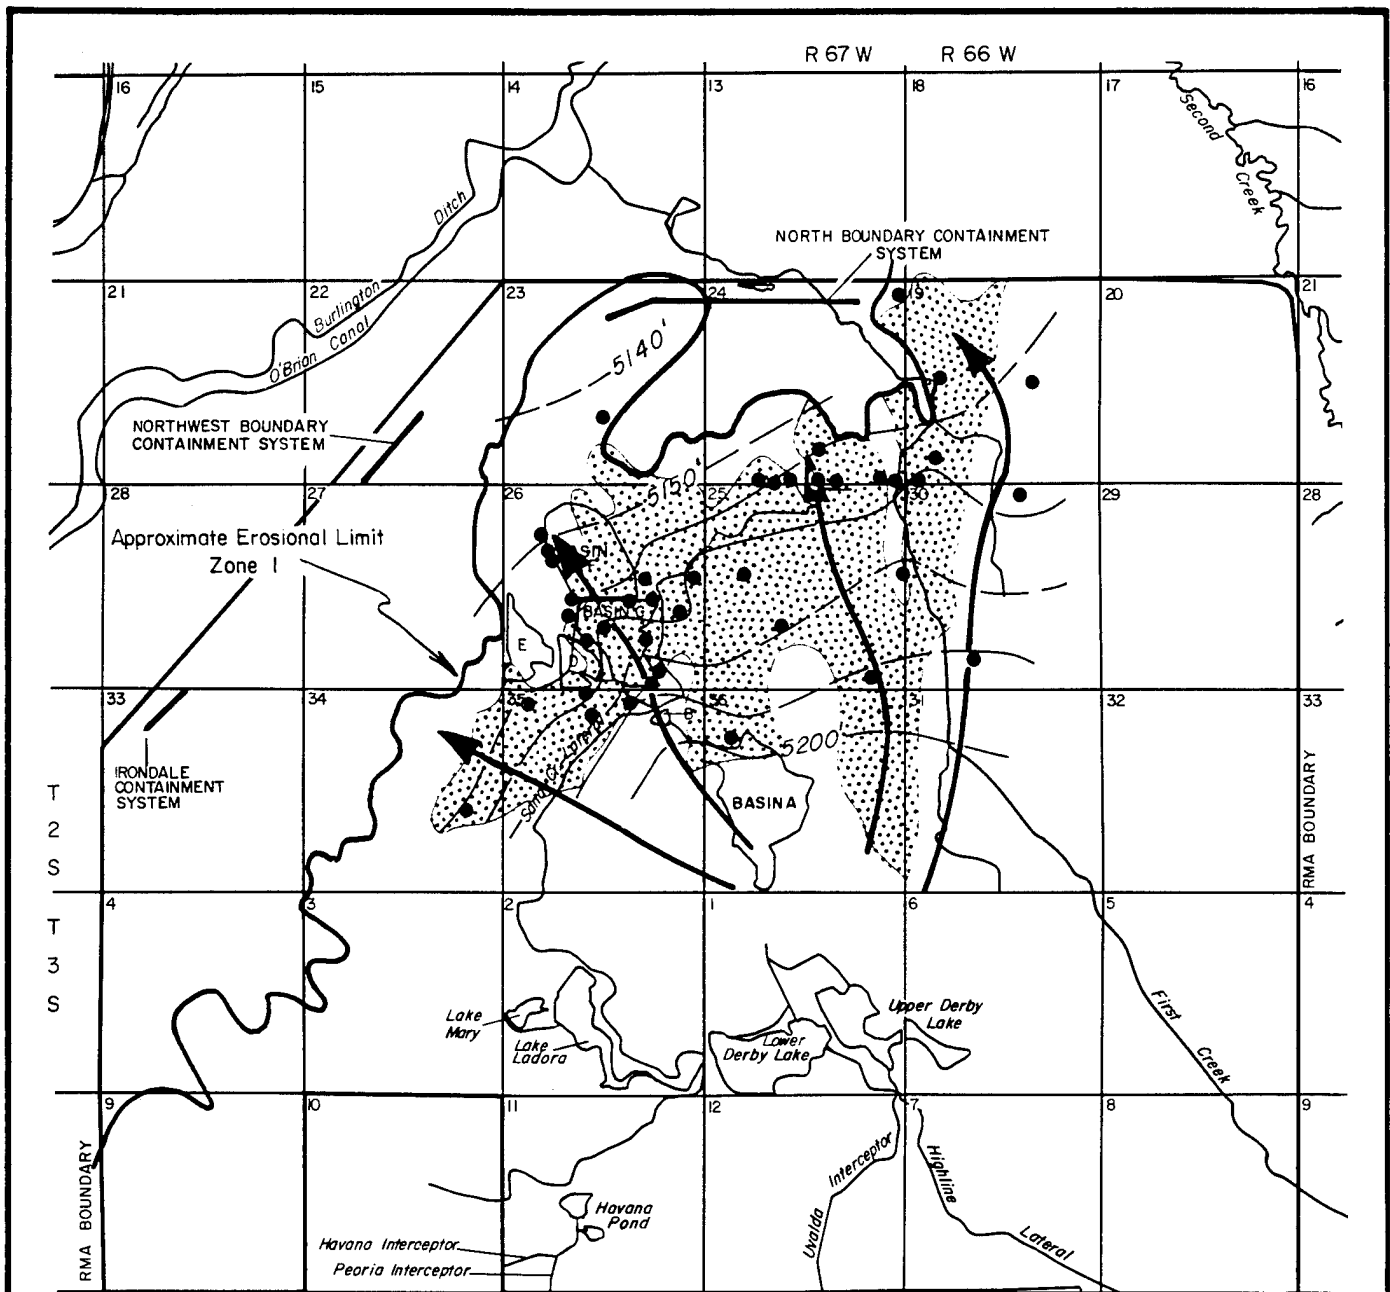 R 67 W R 66 W
16 15 14 13 18 17 16
Second
Creek
Ditch
NORTH BOUNDARY CONTAINMENT
SYSTEM
21 22 23 24 19 20 21
Burlington
O'Brian Canal
5140'
NORTHWEST BOUNDARY
CONTAINMENT SYSTEM
28 27 26 25 30 29 28
5150'
Approximate Erosional Limit
Zone 1
BASIN
F
BASIN C
E
D
33 34 35 36 31 32 33
B
5200
Sand Cr. Lateral
IRONDALE
CONTAINMENT
SYSTEM
BASIN A
RMA BOUNDARY
T
2
S
4 3 2 1 6 5 4
T
3
S
Lake
Mary
Lake
Ladora
Lower
Derby Lake
Upper Derby
Lake
First
Creek
9 10 11 12 7 8 9
RMA BOUNDARY
Uvalda Interceptor
Highline
Lateral
Havana
Pond
Havana Interceptor
Peoria Interceptor